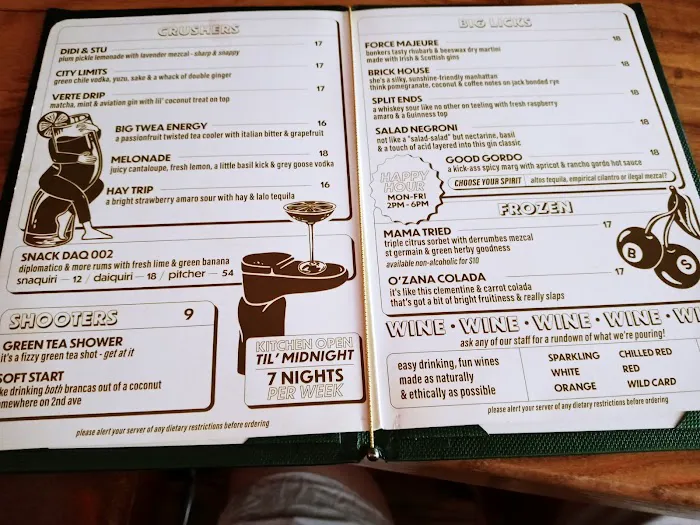 CRUSHERS
DIDI & STU 17
plum pickle lemonade with lavender mezcal - sharp & snappy
CITY LIMITS 17
green chile vodka, yuzo, sake & a whack of double ginger
VERTE DRIP 17
matcha, mint & aviation gin with lil' coconut treat on top
BIG TWEA ENERGY 16
a passionfruit twisted tea cooler with italian bitter & grapefruit
MELONADE 18
juicy cantaloupe, fresh lemon, a little basil kick & grey goose vodka
HAY TRIP 16
a bright strawberry amaro sour with hay & lalo tequila
SNACK DAQ 002
diplomatico & more rums with fresh lime & green banana
snaquiri — 12 / daiquiri — 18 / pitcher — 54
SHOOTERS 9
GREEN TEA SHOWER
it's a fizzy green tea shot - get at it
SOFT START
ke drinking both brancas out of a coconut
omewhere on 2nd ave
KITCHEN OPEN
TIL' MIDNIGHT
7 NIGHTS
PER WEEK
please alert your server of any dietary restrictions before ordering
BIG LICKS
FORCE MAJEURE 18
bonkers tasty rhubarb & beeswax dry martini
made with Irish & Scottish gins
BRICK HOUSE 18
she's a silky, sunshine-friendly manhattan
think pomegranate, coconut & coffee notes on jack bonded rye
SPLIT ENDS 18
a whiskey sour like no other on teeling with fresh raspberry
amaro & a Guinness top
SALAD NEGRONI 18
not like a "salad-salad" but nectarine, basil
& a touch of acid layered into this gin classic
GOOD GORDO 18
a kick-ass spicy marg with apricot & rancho gordo hot sauce
CHOOSE YOUR SPIRIT altos tequila, empirical cilantro or ilegal mezcal?
HAPPY
HOUR
MON-FRI
2PM - 6PM
FROZEN
MAMA TRIED 17
triple citrus sorbet with derrumbes mezcal
st germain & green herby goodness
available non-alcoholic for $10
O'ZANA COLADA 17
it's like this clementine & carrot colada
that's got a bit of bright fruitiness & really slaps
B S
WINE • WINE • WINE • WINE • WINE
ask any of our staff for a rundown of what we're pouring!
easy drinking, fun wines
made as naturally
& ethically as possible
SPARKLING CHILLED RED
WHITE RED
ORANGE WILD CARD
please alert your server of any dietary restrictions before ordering